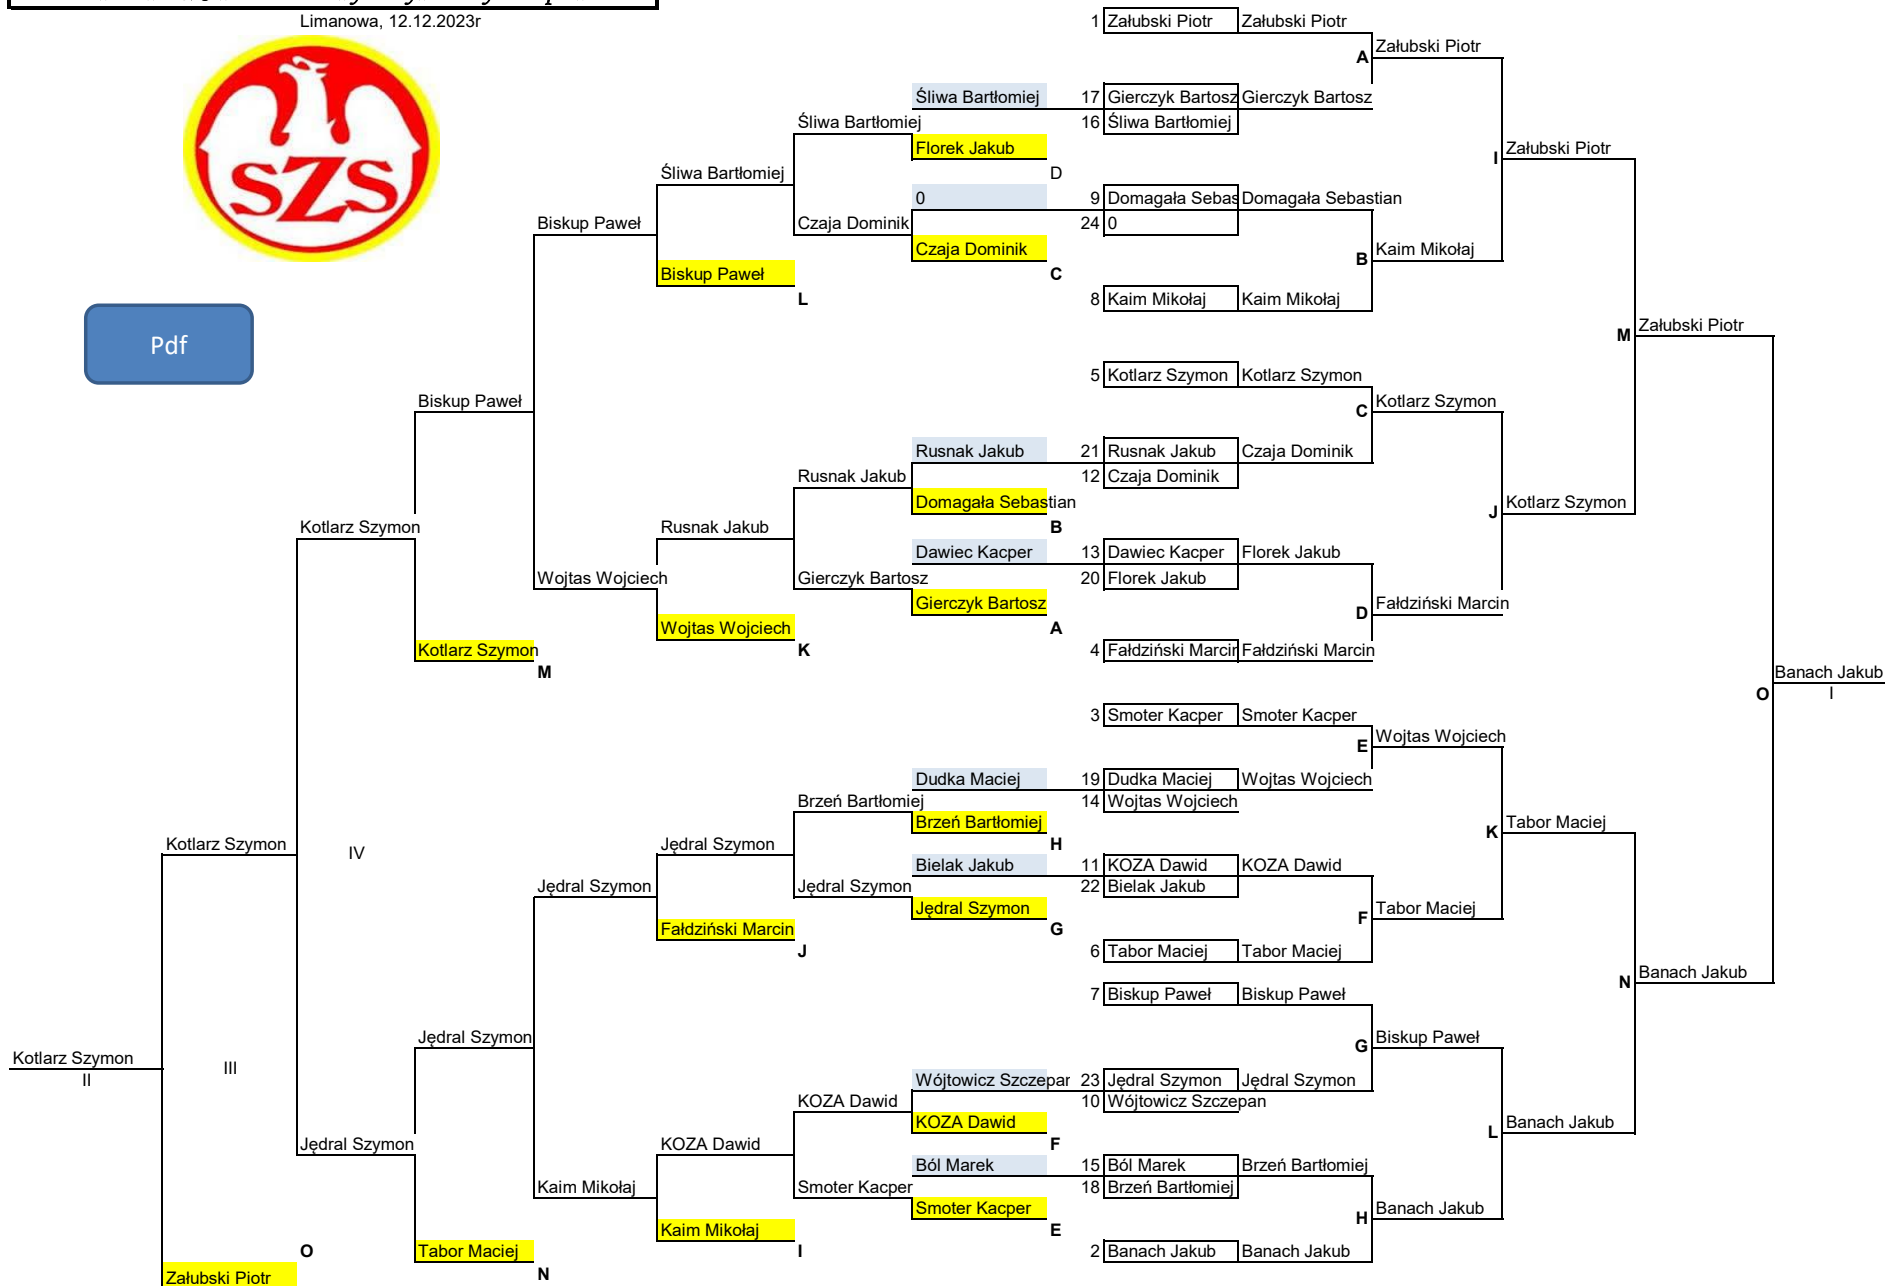 Limanowa, 12.12.2023r
SZS
Pdf
1 Załubski Piotr Załubski Piotr
Załubski Piotr
A
Śliwa Bartłomiej 17 Gierczyk Bartosz Gierczyk Bartosz
Śliwa Bartłomiej 16 Śliwa Bartłomiej
Florek Jakub I Załubski Piotr
Śliwa Bartłomiej D
0 9 Domagała Sebas Domagała Sebastian
Biskup Paweł Czaja Dominik 24 0
Czaja Dominik Kaim Mikołaj
B
Biskup Paweł C
L 8 Kaim Mikołaj Kaim Mikołaj
Załubski Piotr
M
5 Kotlarz Szymon Kotlarz Szymon
Biskup Paweł Kotlarz Szymon
C
Rusnak Jakub 21 Rusnak Jakub Czaja Dominik
Rusnak Jakub 12 Czaja Dominik
Domagała Sebastian Kotlarz Szymon
J
Kotlarz Szymon Rusnak Jakub B
Dawiec Kacper 13 Dawiec Kacper Florek Jakub
Wojtas Wojciech Gierczyk Bartosz 20 Florek Jakub
Gierczyk Bartosz Fałdziński Marcin
D
Wojtas Wojciech A
Kotlarz Szymon K 4 Fałdziński Marcin Fałdziński Marcin
M
Banach Jakub
O I
3 Smoter Kacper Smoter Kacper
Wojtas Wojciech
E
Dudka Maciej 19 Dudka Maciej Wojtas Wojciech
Brzeń Bartłomiej 14 Wojtas Wojciech
Brzeń Bartłomiej Tabor Maciej
K
Kotlarz Szymon IV Jędral Szymon H
Bielak Jakub 11 KOZA Dawid KOZA Dawid
Jędral Szymon Jędral Szymon 22 Bielak Jakub
Jędral Szymon Tabor Maciej
F
Fałdziński Marcin G
J 6 Tabor Maciej Tabor Maciej
Banach Jakub
N
7 Biskup Paweł Biskup Paweł
Jędral Szymon Biskup Paweł
G
Kotlarz Szymon
II III
Wójtowicz Szczepan 23 Jędral Szymon Jędral Szymon
KOZA Dawid 10 Wójtowicz Szczepan
KOZA Dawid Banach Jakub
L
Jędral Szymon KOZA Dawid F
Ból Marek 15 Ból Marek Brzeń Bartłomiej
Kaim Mikołaj Smoter Kacper 18 Brzeń Bartłomiej
Smoter Kacper Banach Jakub
H
Kaim Mikołaj E
O Tabor Maciej I 2 Banach Jakub Banach Jakub
Załubski Piotr N